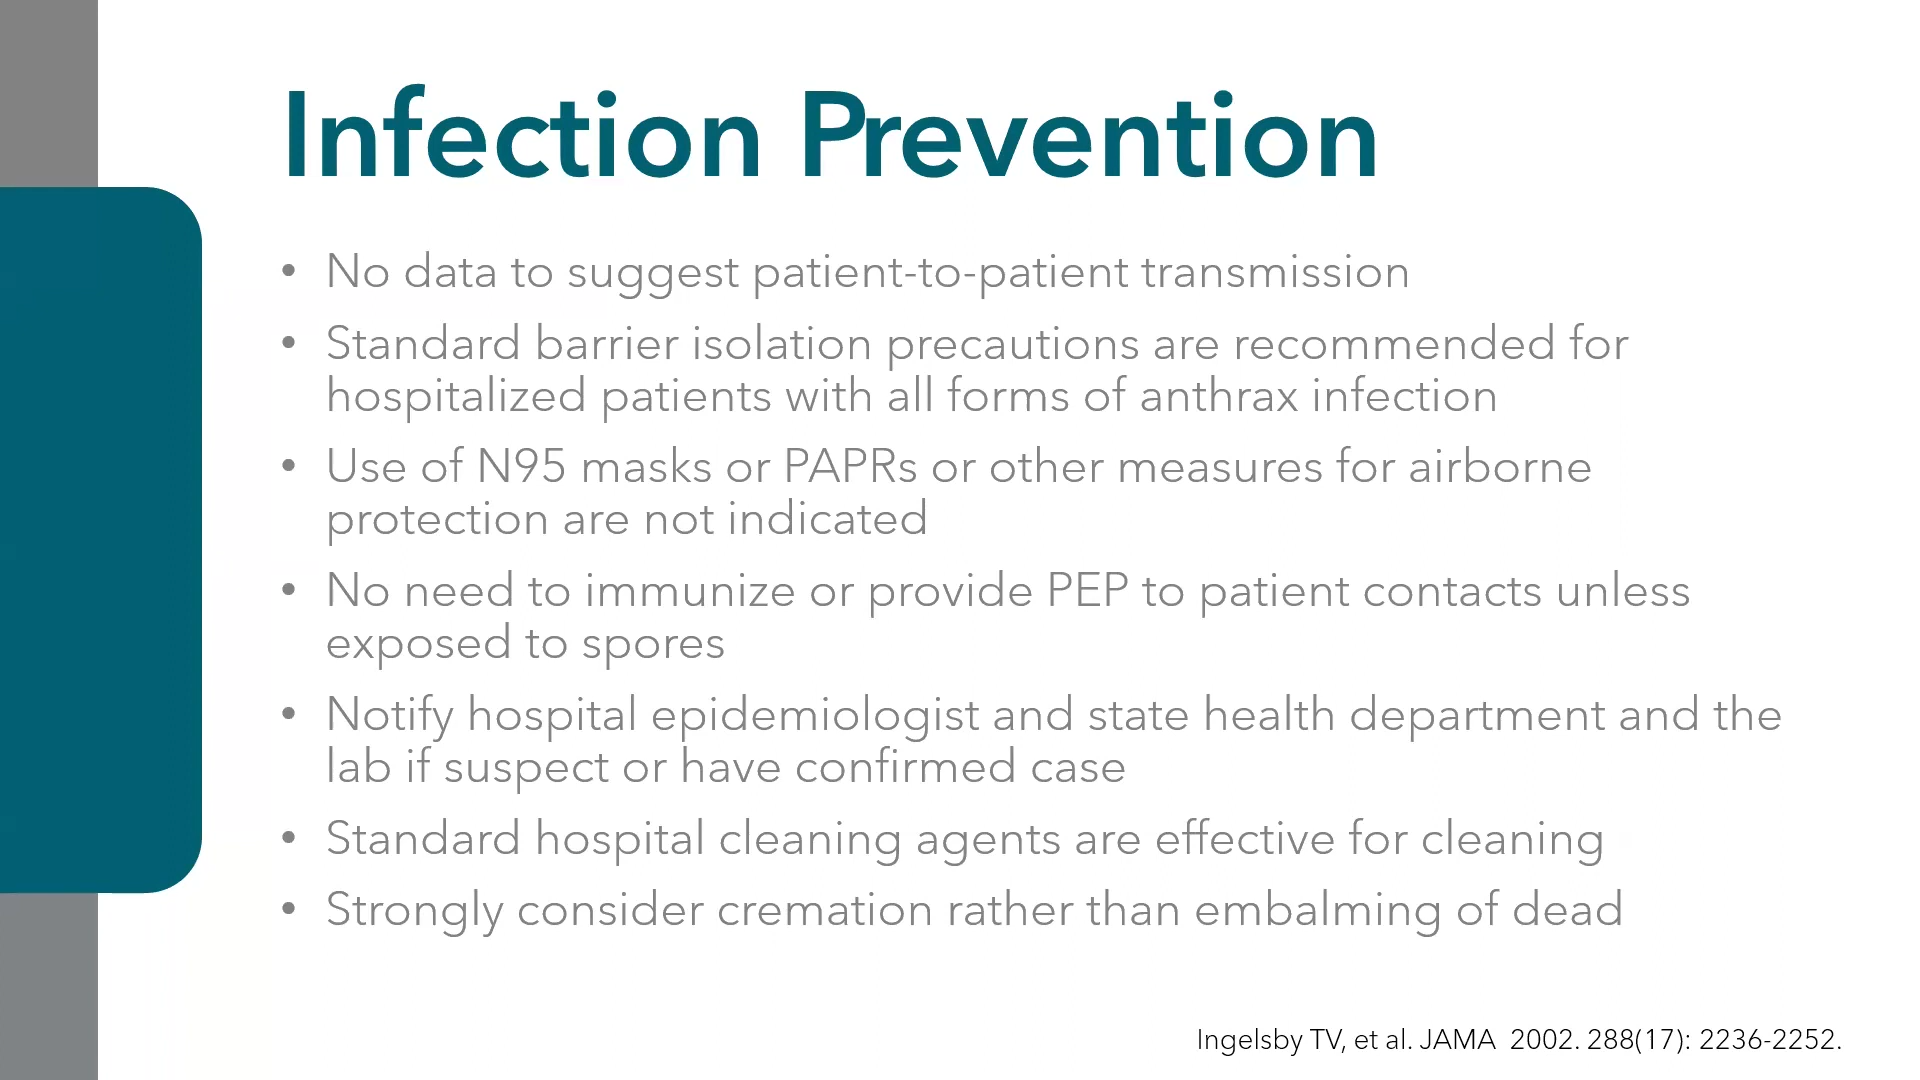 Infection Prevention
• No data to suggest patient-to-patient transmission
• Standard barrier isolation precautions are recommended for
hospitalized patients with all forms of anthrax infection
• Use of N95 masks or PAPRs or other measures for airborne
protection are not indicated
• No need to immunize or provide PEP to patient contacts unless
exposed to spores
• Notify hospital epidemiologist and state health department and the
lab if suspect or have confirmed case
• Standard hospital cleaning agents are effective for cleaning
• Strongly consider cremation rather than embalming of dead
Ingelsby TV, et al. JAMA 2002. 288(17): 2236-2252.